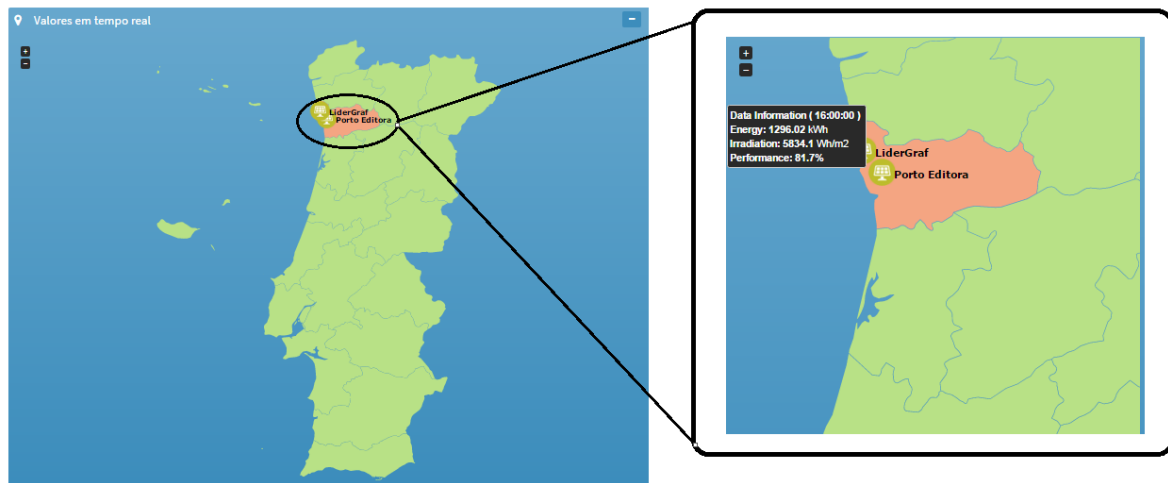 Valores em tempo real
LiderGraf
Porto Editora
Data Information ( 16:00:00 )
Energy: 1296.02 kWh
Irradiation: 5834.1 Wh/m2
Performance: 81.7%
LiderGraf
Porto Editora